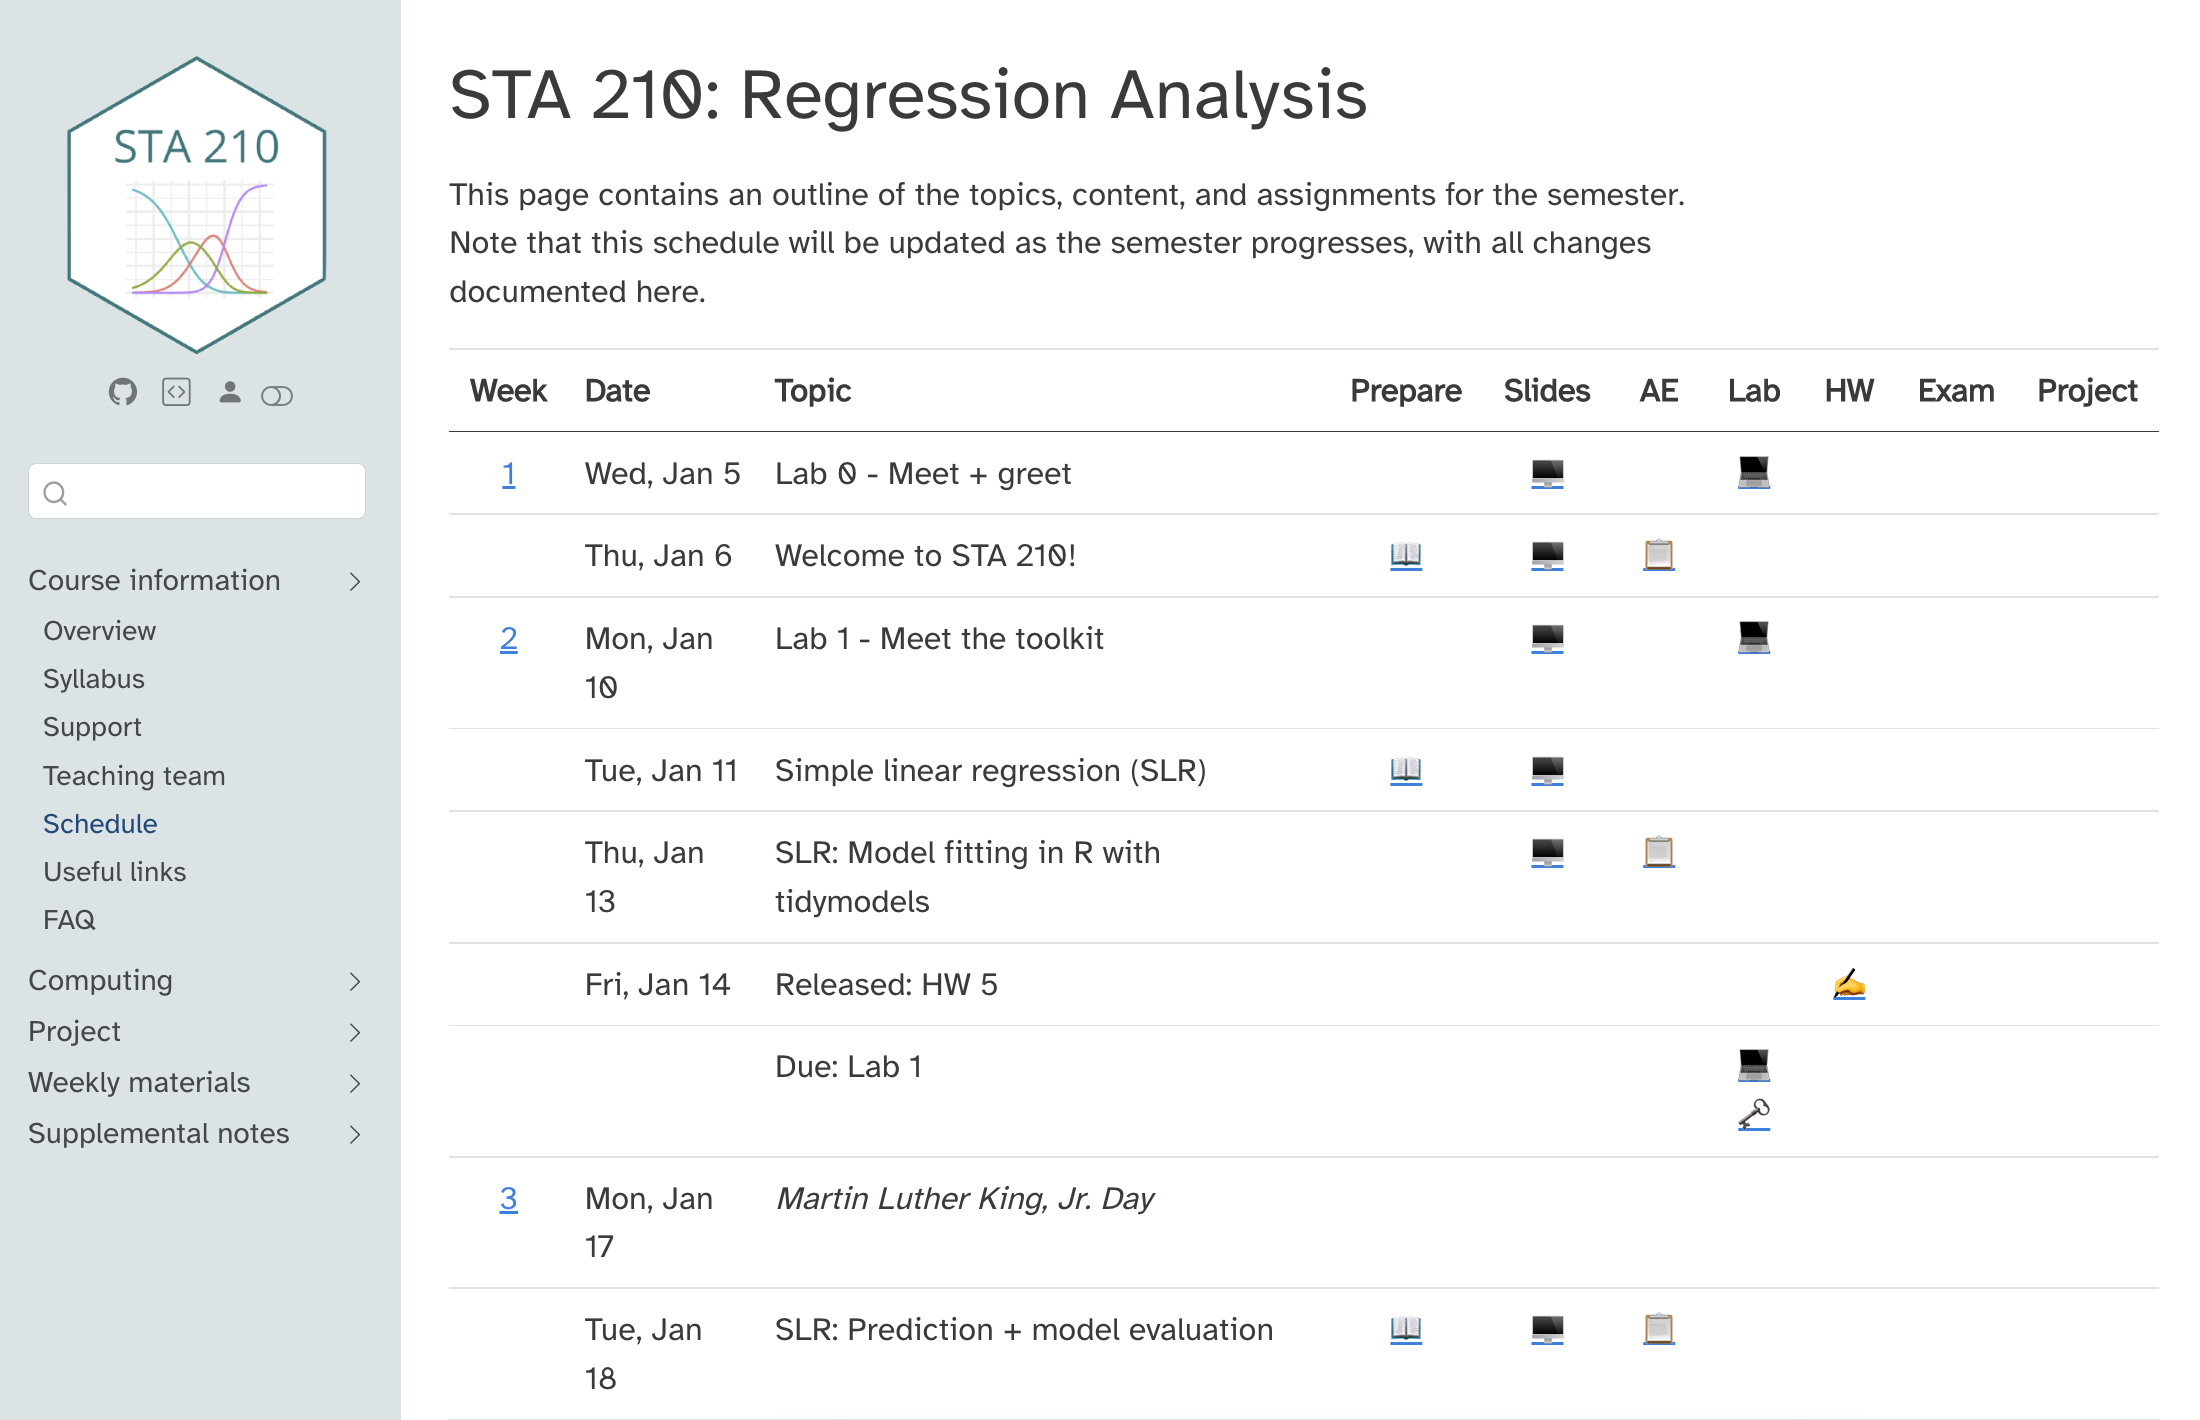 STA 210
Course information
Overview
Syllabus
Support
Teaching team
Schedule
Useful links
FAQ
Computing
Project
Weekly materials
Supplemental notes
STA 210: Regression Analysis
This page contains an outline of the topics, content, and assignments for the semester.
Note that this schedule will be updated as the semester progresses, with all changes
documented here.
Week Date Topic Prepare Slides AE Lab HW Exam Project
1 Wed, Jan 5 Lab 0 - Meet + greet
Thu, Jan 6 Welcome to STA 210!
2 Mon, Jan Lab 1 - Meet the toolkit
10
Tue, Jan 11 Simple linear regression (SLR)
Thu, Jan SLR: Model fitting in R with
13 tidymodels
Fri, Jan 14 Released: HW 5
Due: Lab 1
3 Mon, Jan Martin Luther King, Jr. Day
17
Tue, Jan SLR: Prediction + model evaluation
18